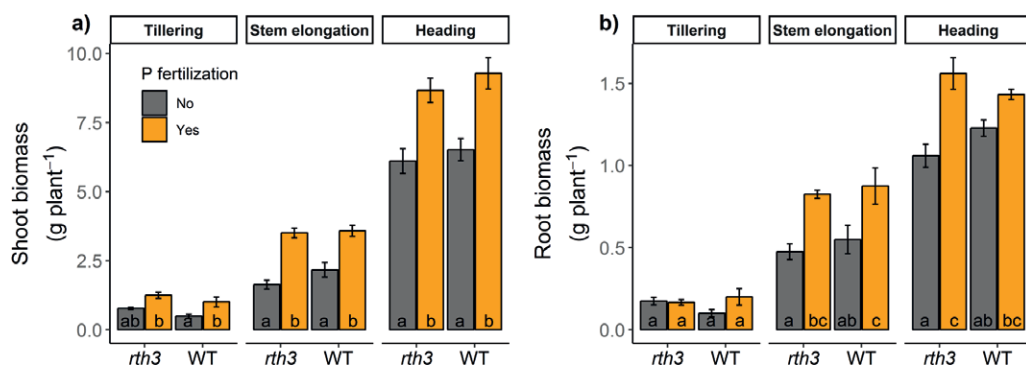 a)
Tillering Stem elongation Heading
Shoot biomass
(g plant⁻¹)
10.0
7.5
5.0
2.5
0.0
P fertilization
No
Yes
ab b a b a b a b a b a b
rth3 WT rth3 WT rth3 WT
b)
Tillering Stem elongation Heading
Root biomass
(g plant⁻¹)
1.5
1.0
0.5
0.0
a a a a a bc ab c a c ab bc
rth3 WT rth3 WT rth3 WT